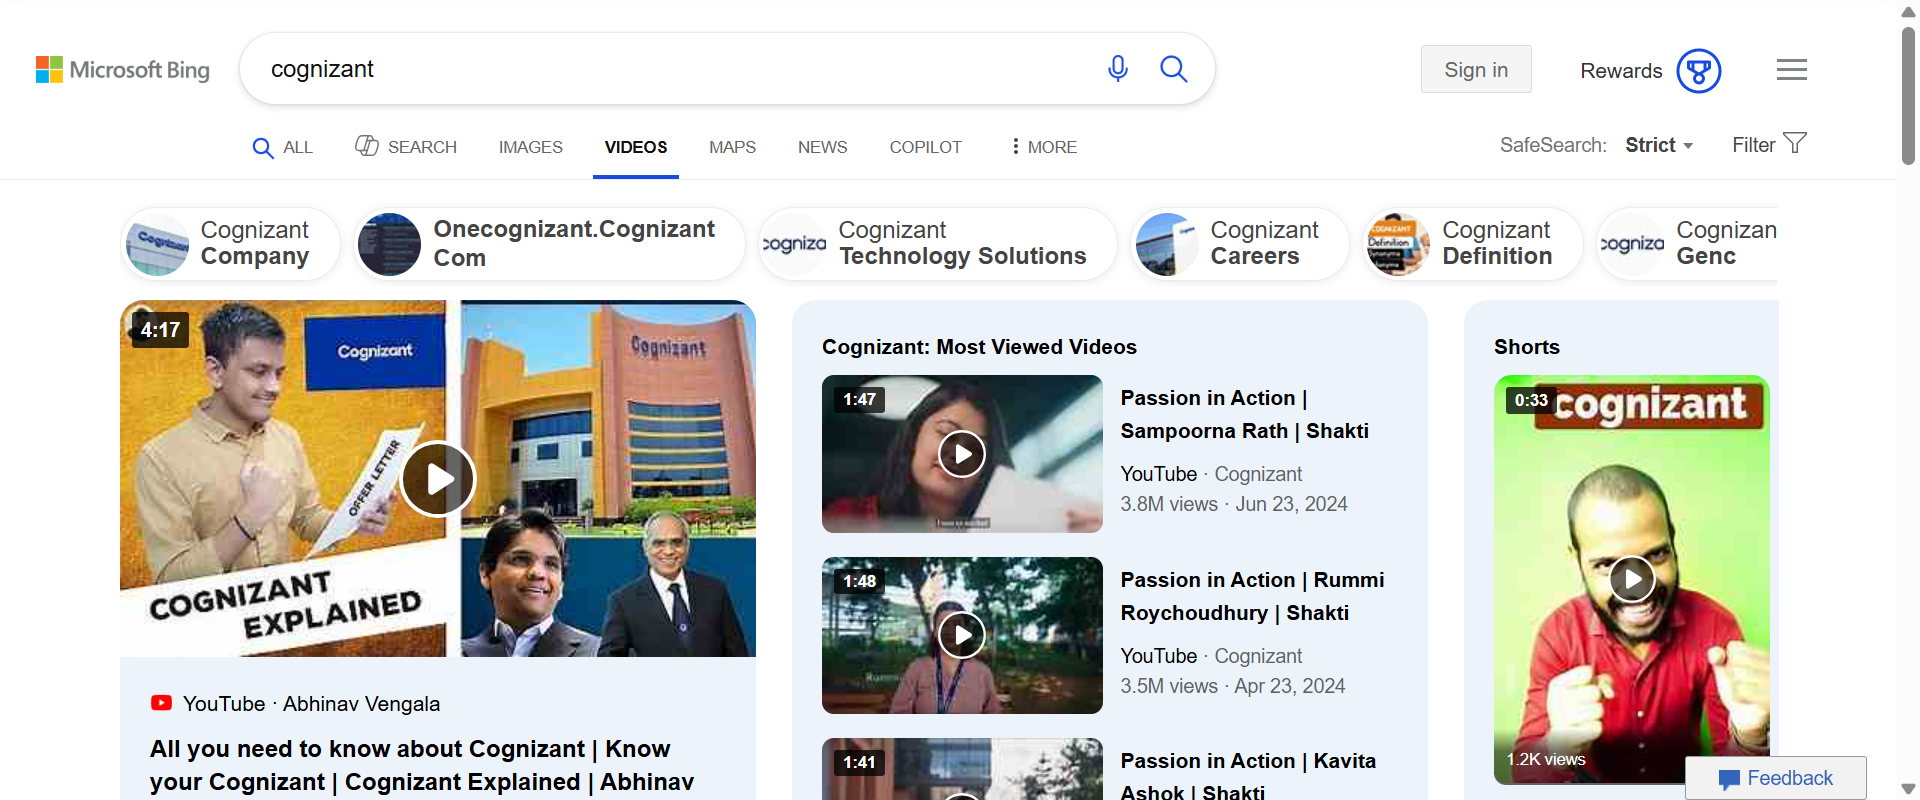 Microsoft Bing
cognizant
Sign in
Rewards
ALL
SEARCH
IMAGES
VIDEOS
MAPS
NEWS
COPILOT
MORE
SafeSearch: Strict
Filter
Cognizant
Company
Onecognizant.Cognizant
Com
Cognizant
Technology Solutions
Cognizant
Careers
Cognizant
Definition
Cognizan
Genc
4:17
Cognizant
Cognizant
OFFER LETTER
COGNIZANT
EXPLAINED
YouTube · Abhinav Vengala
All you need to know about Cognizant | Know
your Cognizant | Cognizant Explained | Abhinav
Cognizant: Most Viewed Videos
1:47
Passion in Action |
Sampoorna Rath | Shakti
YouTube · Cognizant
3.8M views · Jun 23, 2024
1:48
Passion in Action | Rummi
Roychoudhury | Shakti
YouTube · Cognizant
3.5M views · Apr 23, 2024
1:41
Passion in Action | Kavita
Ashok | Shakti
Shorts
0:33
cognizant
1.2K views
Feedback